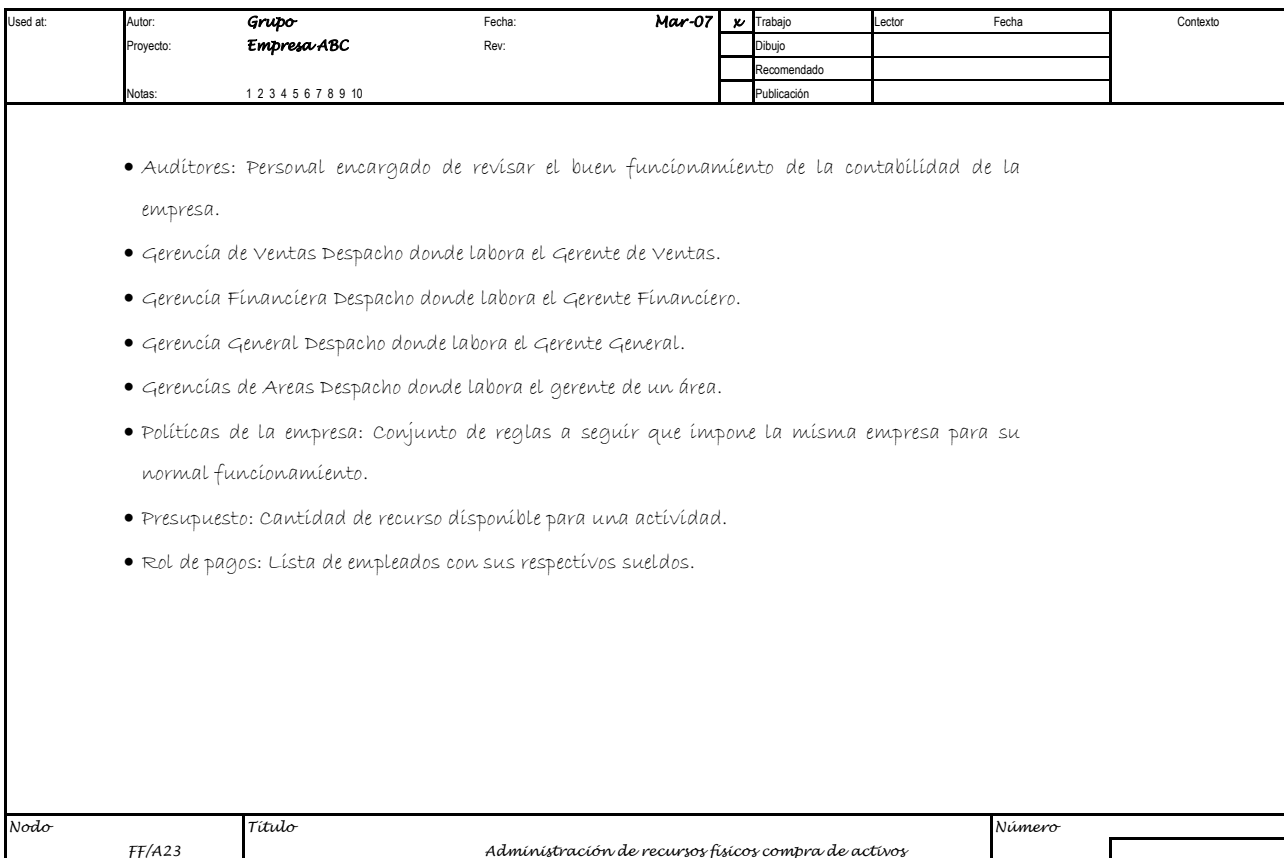 Used at: Autor: Grupo Fecha: Mar-07 x Trabajo Lector Fecha Contexto
Proyecto: Empresa ABC Rev: Dibujo
Recomendado
Notas: 1 2 3 4 5 6 7 8 9 10 Publicación
• Auditores: Personal encargado de revisar el buen funcionamiento de la contabilidad de la
empresa.
• Gerencia de Ventas Despacho donde labora el Gerente de Ventas.
• Gerencia Financiera Despacho donde labora el Gerente Financiero.
• Gerencia General Despacho donde labora el Gerente General.
• Gerencias de Areas Despacho donde labora el gerente de un área.
• Políticas de la empresa: Conjunto de reglas a seguir que impone la misma empresa para su
normal funcionamiento.
• Presupuesto: Cantidad de recurso disponible para una actividad.
• Rol de pagos: Lista de empleados con sus respectivos sueldos.
Nodo Título Número
FF/A23 Administración de recursos físicos compra de activos